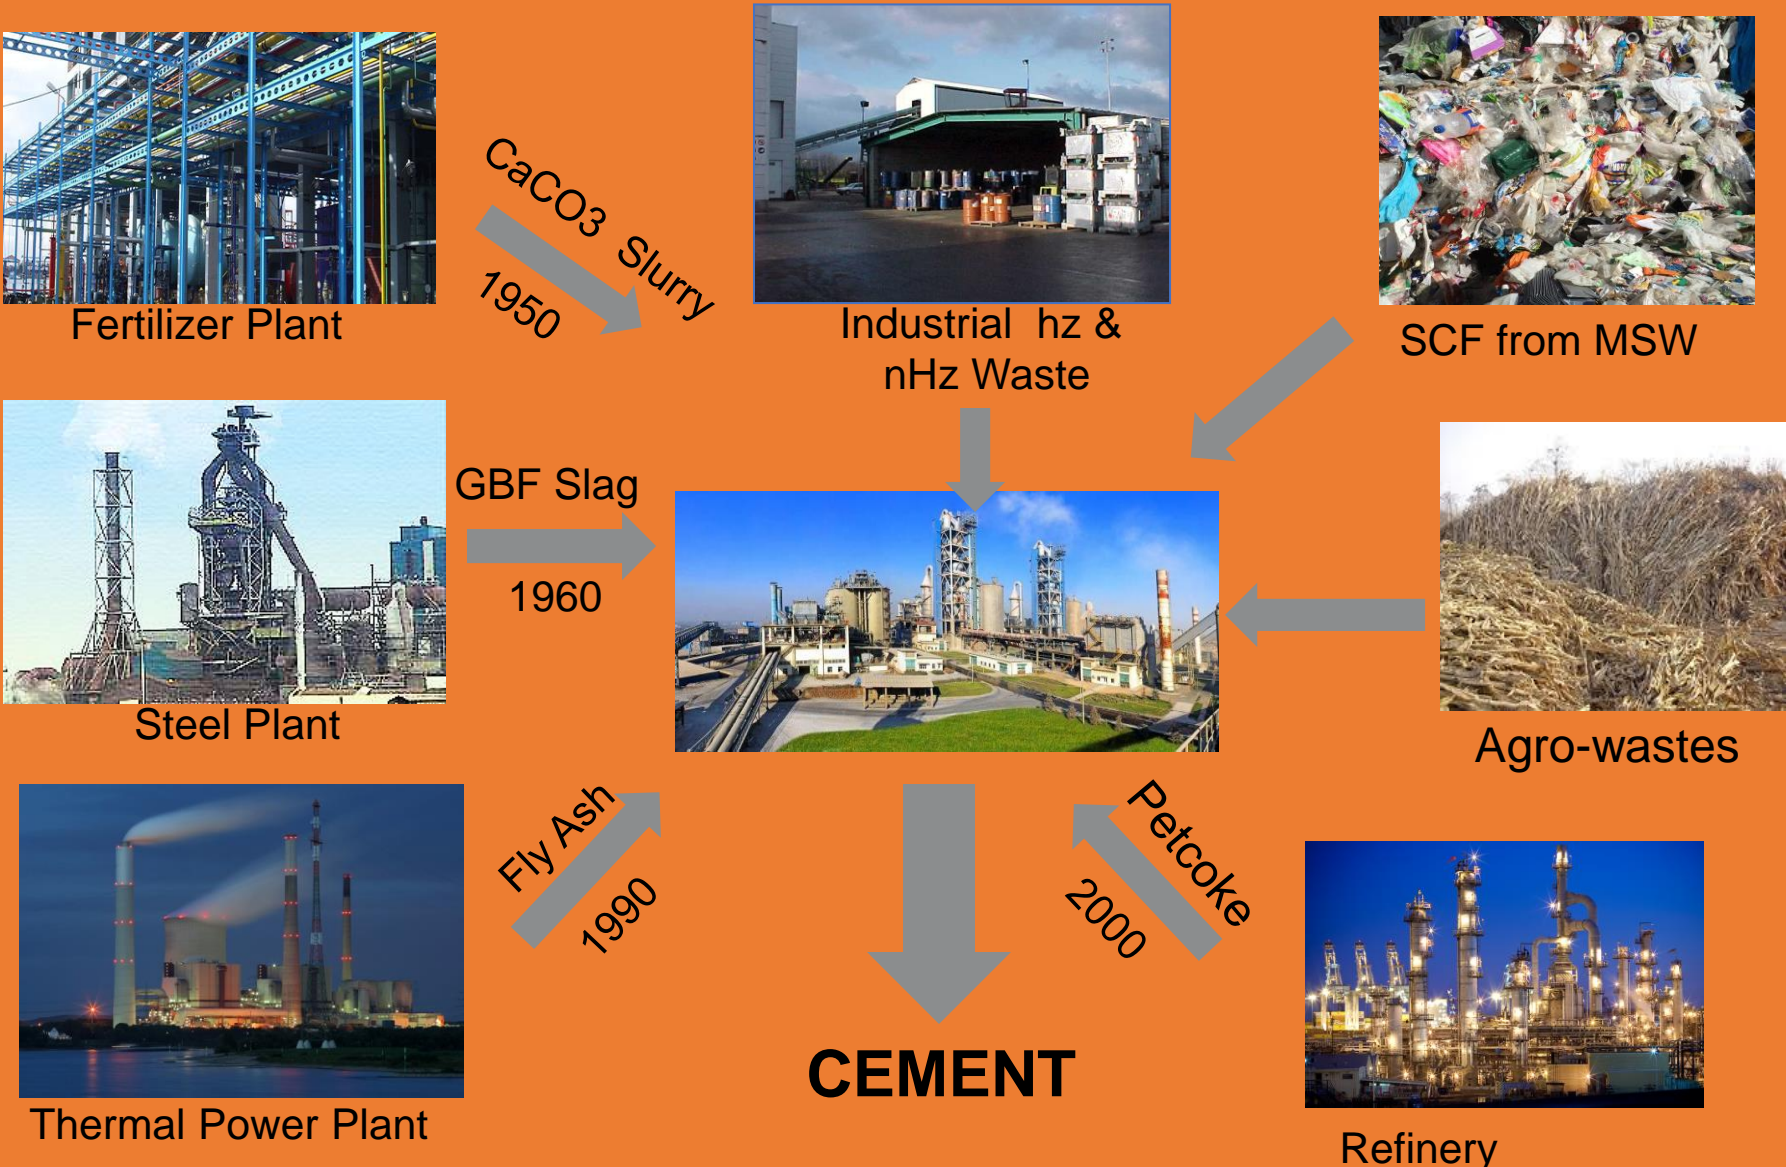 CaCO3 Slurry
1950
Fertilizer Plant
Industrial hz &
nHz Waste
SCF from MSW
GBF Slag
1960
Steel Plant
Agro-wastes
Fly Ash
1990
Petcoke
2000
CEMENT
Thermal Power Plant
Refinery